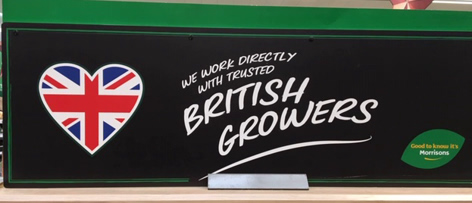 WE WORK DIRECTLY
WITH TRUSTED
BRITISH
GROWERS
Good to know it's
Morrisons